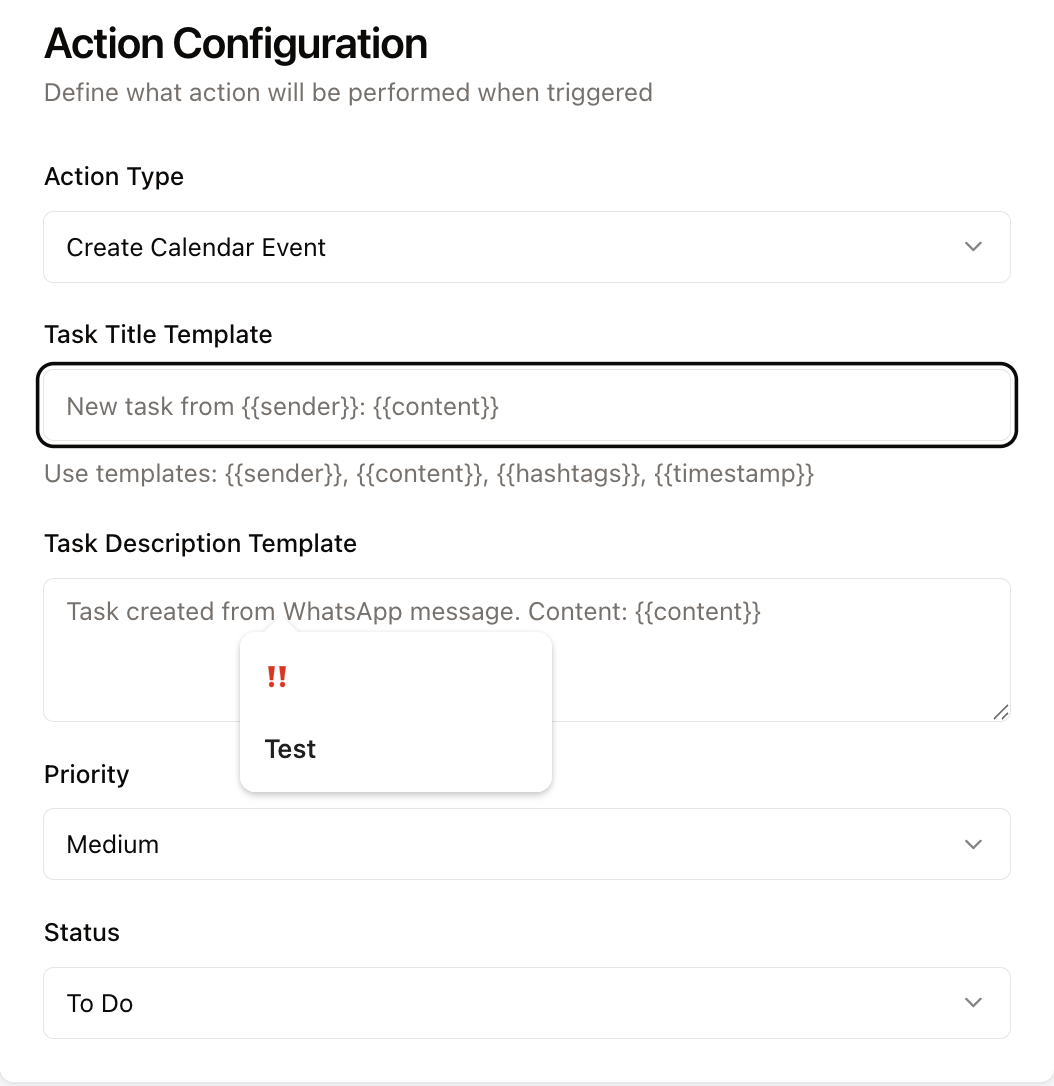 Action Configuration
Define what action will be performed when triggered
Action Type
Create Calendar Event
Task Title Template
New task from {{sender}}: {{content}}
Use templates: {{sender}}, {{content}}, {{hashtags}}, {{timestamp}}
Task Description Template
Task created from WhatsApp message. Content: {{content}}
‼
Test
Priority
Medium
Status
To Do